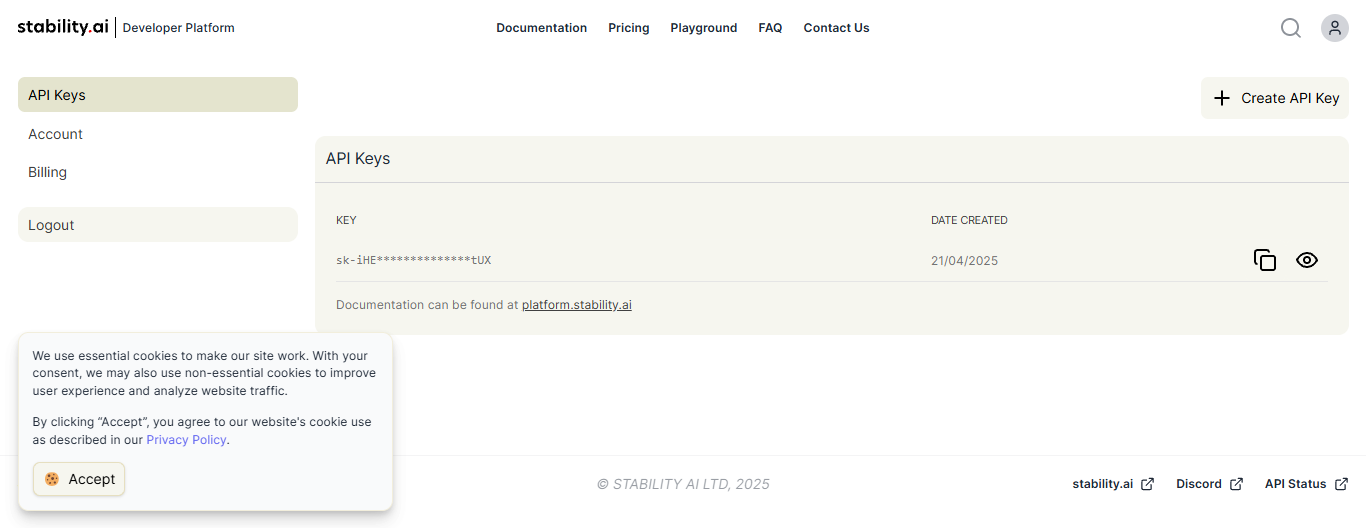 stability.ai | Developer Platform
Documentation Pricing Playground FAQ Contact Us
API Keys
Account
Billing
Logout
Create API Key
API Keys
KEY DATE CREATED
sk-iHE**************tUX 21/04/2025
Documentation can be found at platform.stability.ai
We use essential cookies to make our site work. With your
consent, we may also use non-essential cookies to improve
user experience and analyze website traffic.
By clicking “Accept”, you agree to our website's cookie use
as described in our Privacy Policy.
Accept
© STABILITY AI LTD, 2025
stability.ai Discord API Status